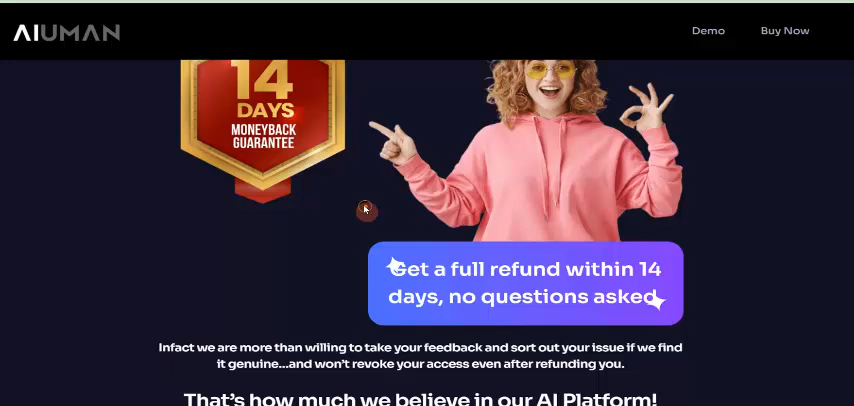 AIUMAN
Demo
Buy Now
14
DAYS
MONEYBACK
GUARANTEE
Get a full refund within 14
days, no questions asked
Infact we are more than willing to take your feedback and sort out your issue if we find
it genuine...and won't revoke your access even after refunding you.
That's how much we believe in our AI Platform!